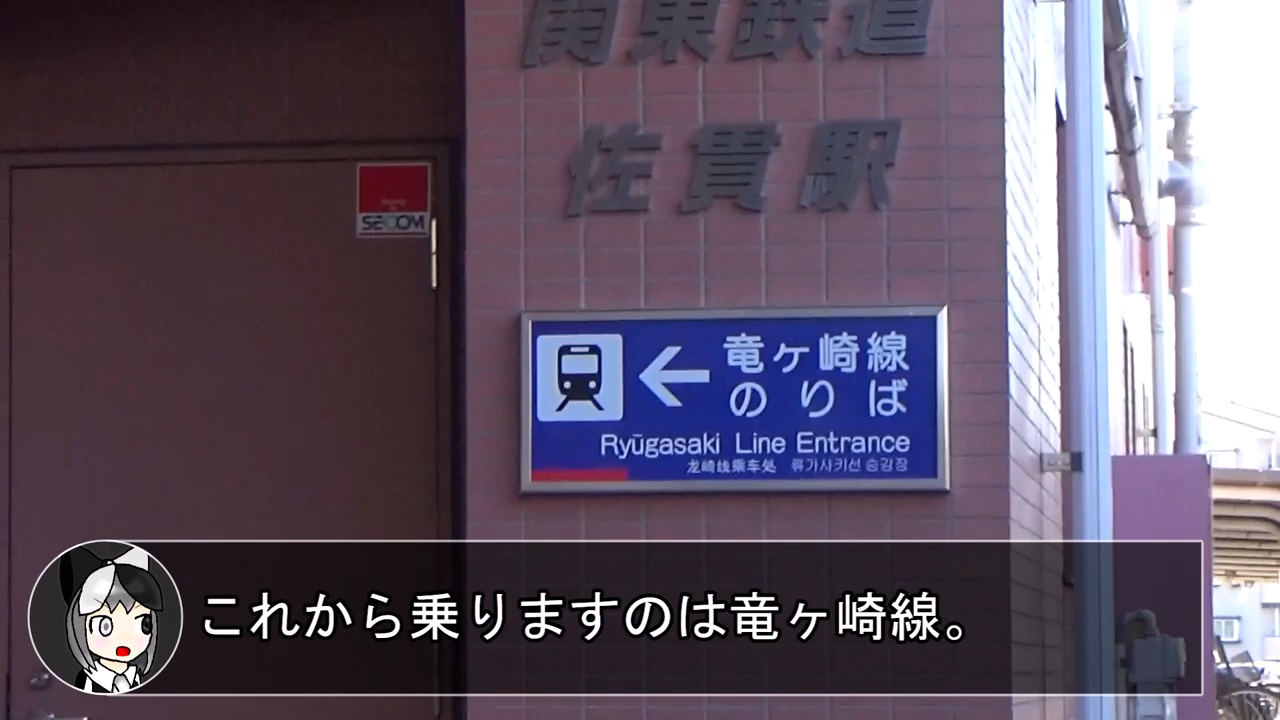 関東鉄道
佐貫駅
SECOM
竜ヶ崎線
のりば
Ryūgasaki Line Entrance
龙崎线乘车处 류가사키선 승강장
これから乗りますのは竜ヶ崎線。